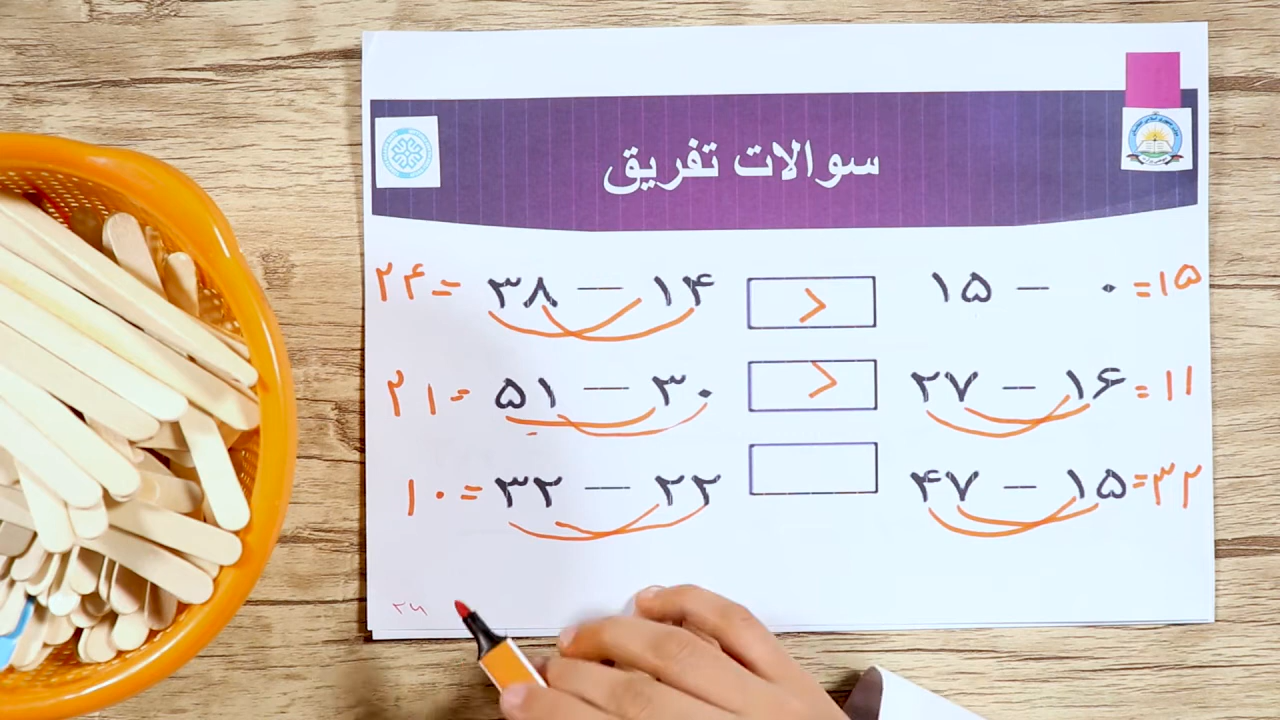 سوالات تفریق
۲۴ = ۳۸ — ۱۴ > ۱۵ — ۰ = ۱۵
۲۱ = ۵۱ — ۳۰ > ۲۷ — ۱۶ = ۱۱
۱۰ = ۳۲ — ۲۲ ۴۷ — ۱۵ = ۳۲